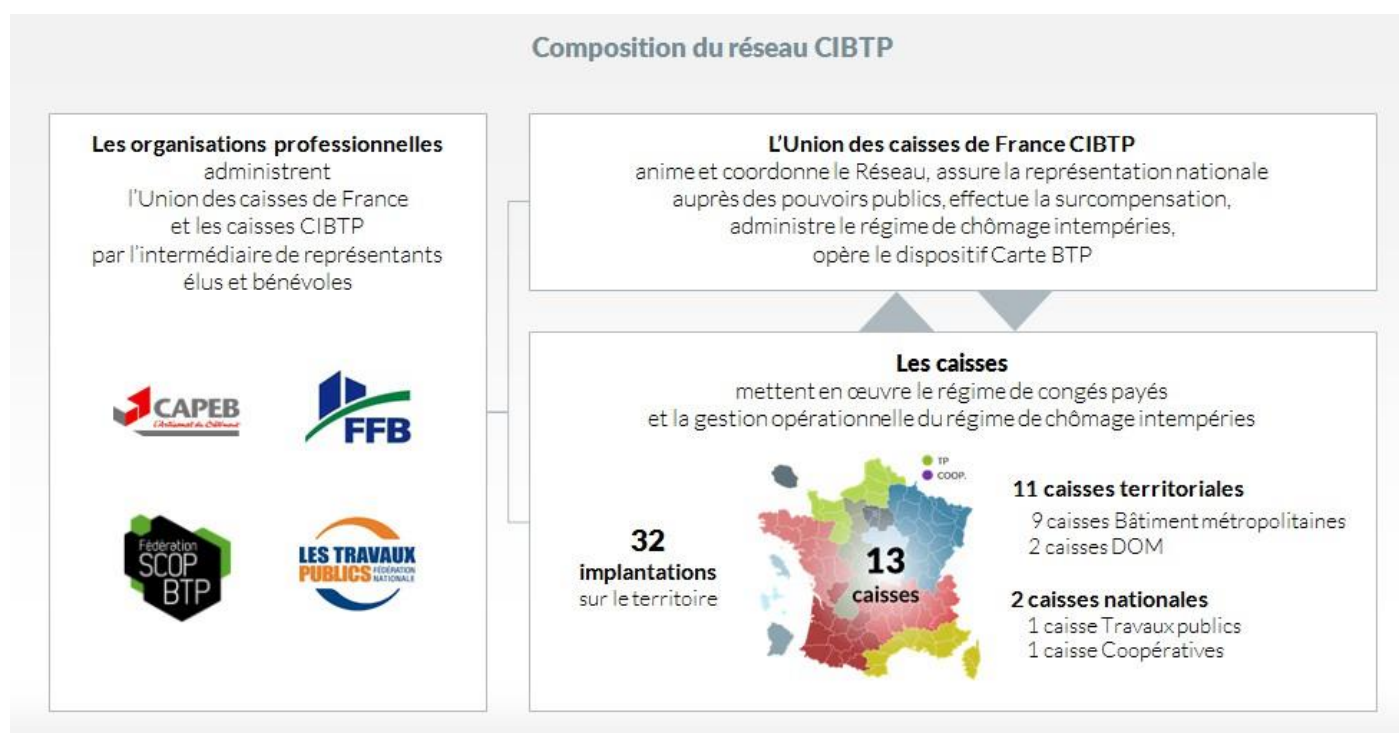 Composition du réseau CIBTP
Les organisations professionnelles
administrent
l'Union des caisses de France
et les caisses CIBTP
par l'intermédiaire de représentants
élus et bénévoles
CAPEB
L'Artisanat du Bâtiment
FFB
Fédération
SCOP
BTP
LES TRAVAUX
PUBLICS FÉDÉRATION
NATIONALE
L'Union des caisses de France CIBTP
anime et coordonne le Réseau, assure la représentation nationale
auprès des pouvoirs publics, effectue la surcompensation,
administre le régime de chômage intempéries,
opère le dispositif Carte BTP
Les caisses
mettent en œuvre le régime de congés payés
et la gestion opérationnelle du régime de chômage intempéries
32
implantations
sur le territoire
TP
COOP.
13
caisses
11 caisses territoriales
9 caisses Bâtiment métropolitaines
2 caisses DOM
2 caisses nationales
1 caisse Travaux publics
1 caisse Coopératives